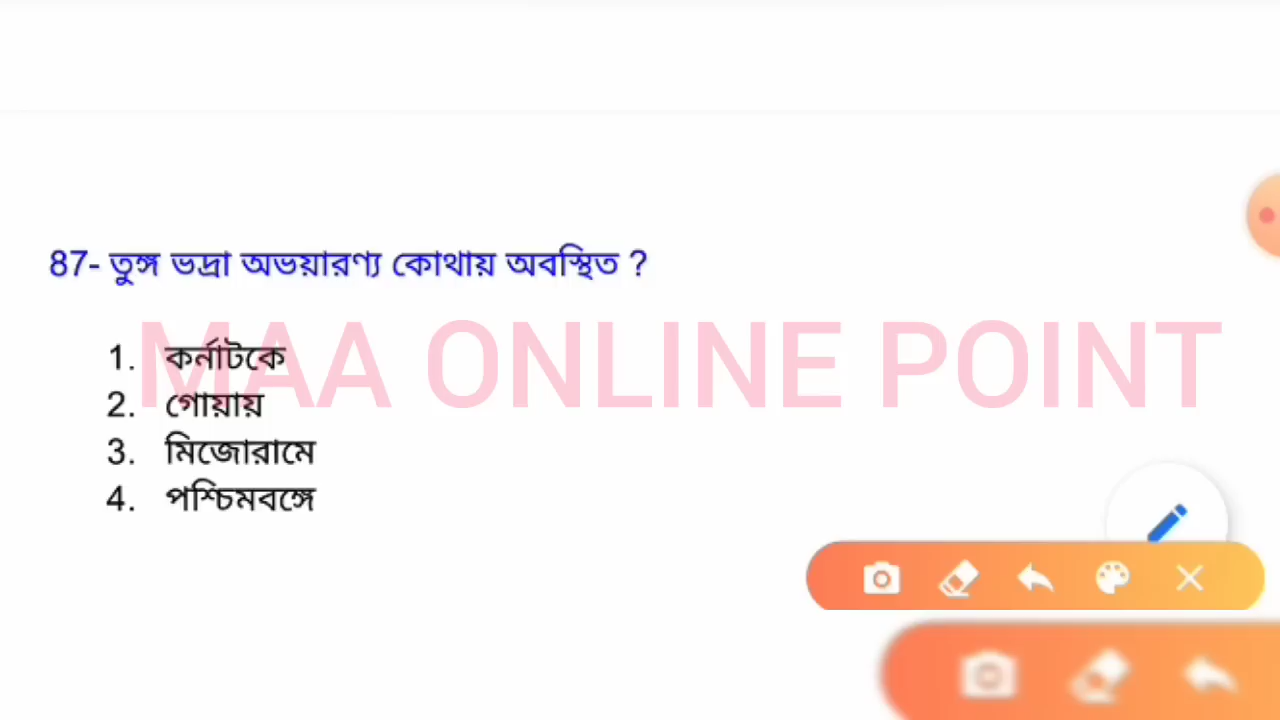 87- তুঙ্গ ভদ্রা অভয়ারণ্য কোথায় অবস্থিত ?
MAA ONLINE POINT
1. কর্নাটকে
2. গোয়ায়
3. মিজোরামে
4. পশ্চিমবঙ্গে